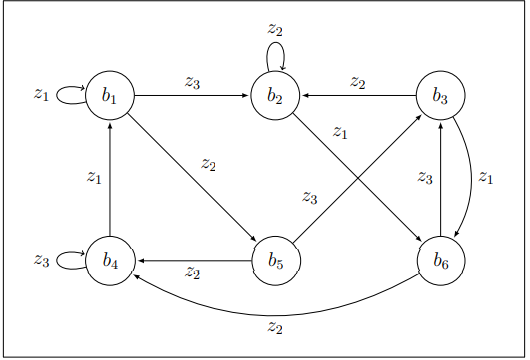 z₂
z₁ b₁ z₃ b₂ z₂ b₃
z₁
z₂
z₁ z₃ z₃ z₁
z₃ b₄ z₂ b₅ b₆
z₂